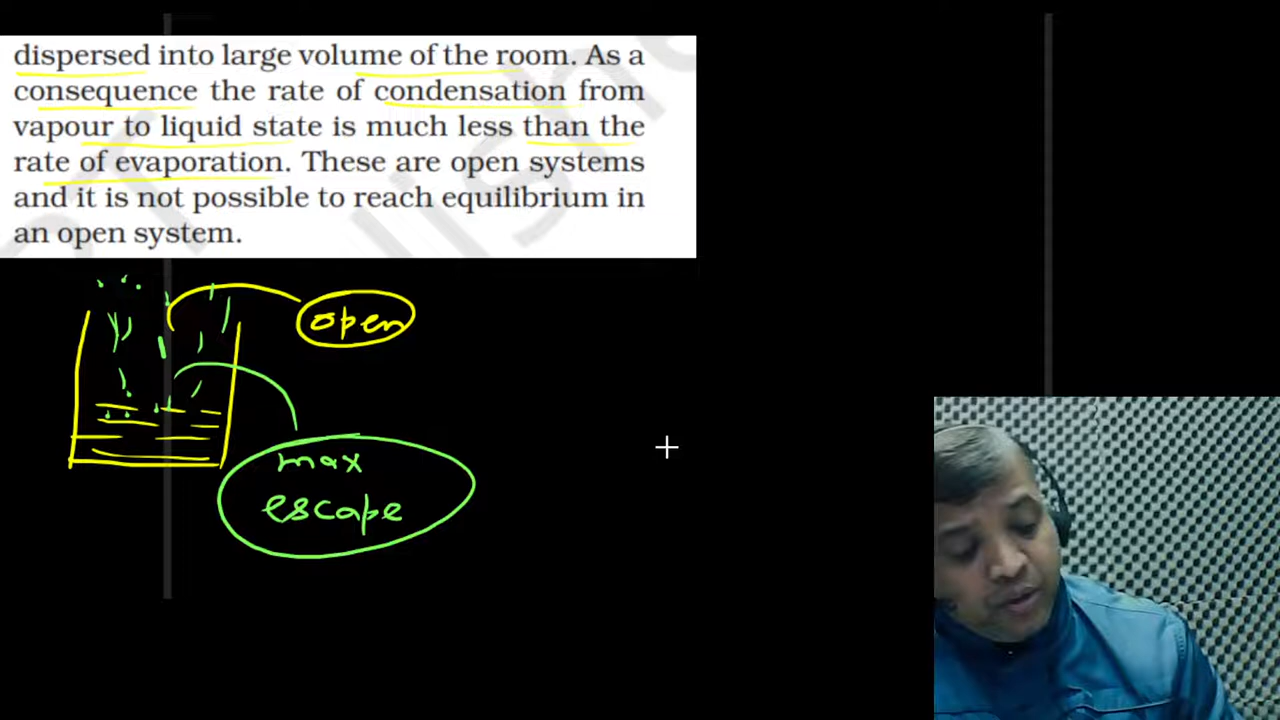 dispersed into large volume of the room. As a
consequence the rate of condensation from
vapour to liquid state is much less than the
rate of evaporation. These are open systems
and it is not possible to reach equilibrium in
an open system.
open
max
escape